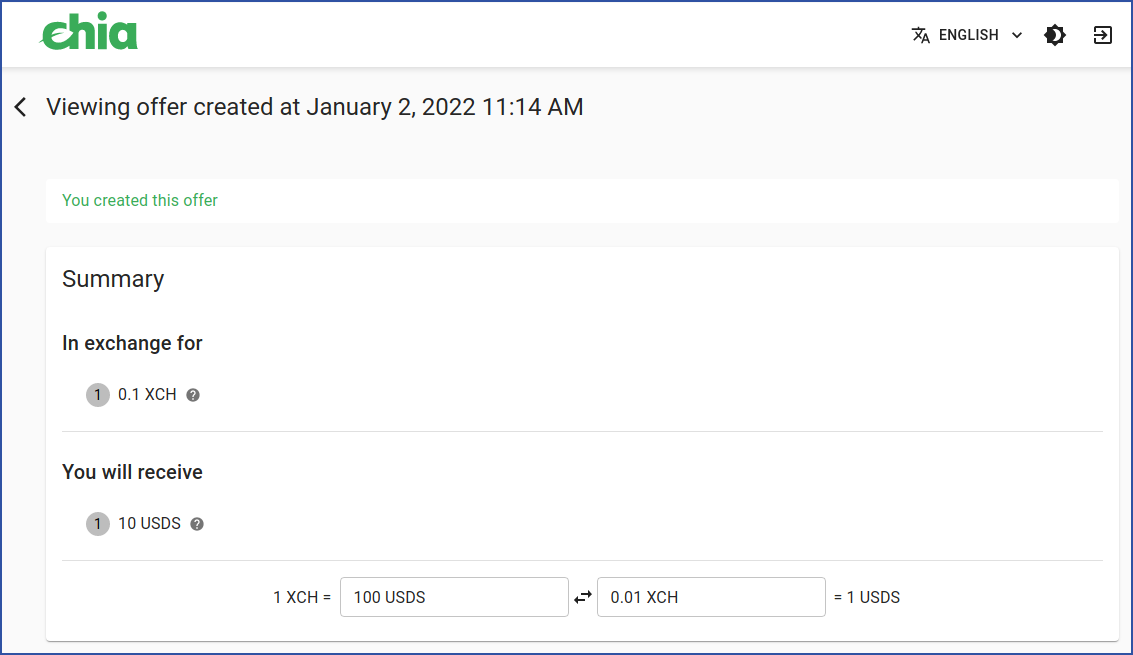 chia
ENGLISH
Viewing offer created at January 2, 2022 11:14 AM
You created this offer
Summary
In exchange for
1 0.1 XCH ?
You will receive
1 10 USDS ?
1 XCH = 100 USDS 0.01 XCH = 1 USDS